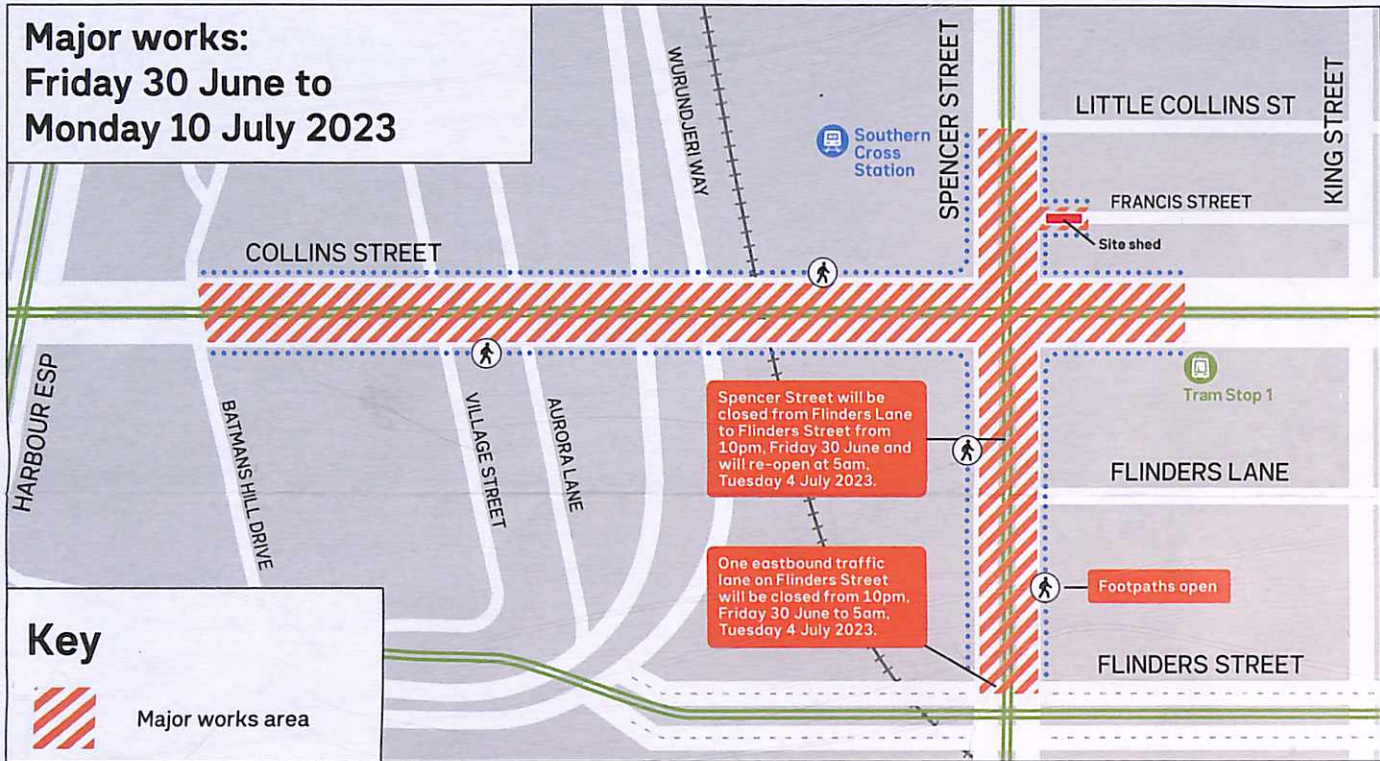 Major works:
Friday 30 June to
Monday 10 July 2023
WURUNDJERI WAY
SPENCER STREET
LITTLE COLLINS ST
KING STREET
Southern
Cross
Station
FRANCIS STREET
Site shed
COLLINS STREET
HARBOUR ESP
BATMANS HILL DRIVE
VILLAGE STREET
AURORA LANE
Tram Stop 1
Spencer Street will be
closed from Flinders Lane
to Flinders Street from
10pm, Friday 30 June and
will re-open at 5am,
Tuesday 4 July 2023.
FLINDERS LANE
One eastbound traffic
lane on Flinders Street
will be closed from 10pm,
Friday 30 June to 5am,
Tuesday 4 July 2023.
Footpaths open
FLINDERS STREET
Key
Major works area